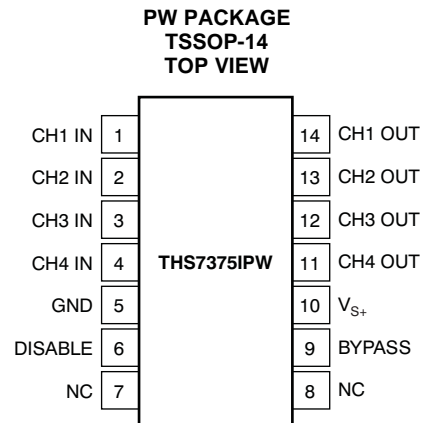 PW PACKAGE
TSSOP-14
TOP VIEW
CH1 IN 1 14 CH1 OUT
CH2 IN 2 13 CH2 OUT
CH3 IN 3 12 CH3 OUT
CH4 IN 4 THS7375IPW 11 CH4 OUT
GND 5 10 VS+
DISABLE 6 9 BYPASS
NC 7 8 NC